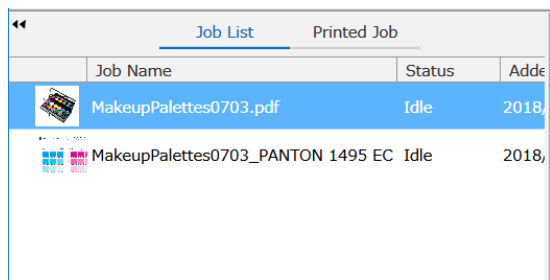 Job List Printed Job
Job Name Status Adde
MakeupPalettes0703.pdf Idle 2018/
MakeupPalettes0703_PANTON 1495 EC Idle 2018/